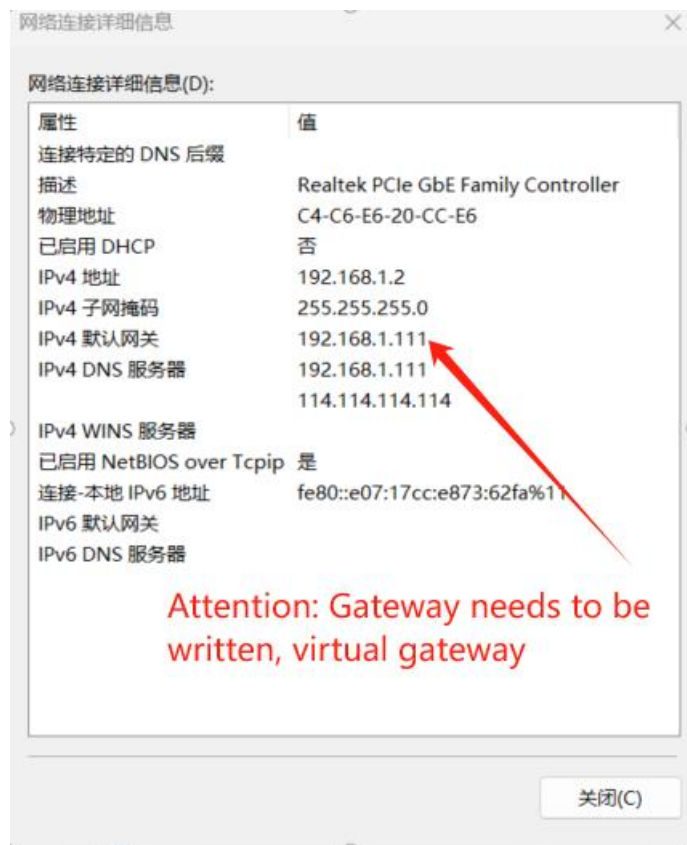 网络连接详细信息
网络连接详细信息(D):
属性 值
连接特定的 DNS 后缀
描述 Realtek PCIe GbE Family Controller
物理地址 C4-C6-E6-20-CC-E6
已启用 DHCP 否
IPv4 地址 192.168.1.2
IPv4 子网掩码 255.255.255.0
IPv4 默认网关 192.168.1.111
IPv4 DNS 服务器 192.168.1.111
114.114.114.114
IPv4 WINS 服务器
已启用 NetBIOS over Tcpip 是
连接-本地 IPv6 地址 fe80::e07:17cc:e873:62fa%11
IPv6 默认网关
IPv6 DNS 服务器
Attention: Gateway needs to be
written, virtual gateway
关闭(C)